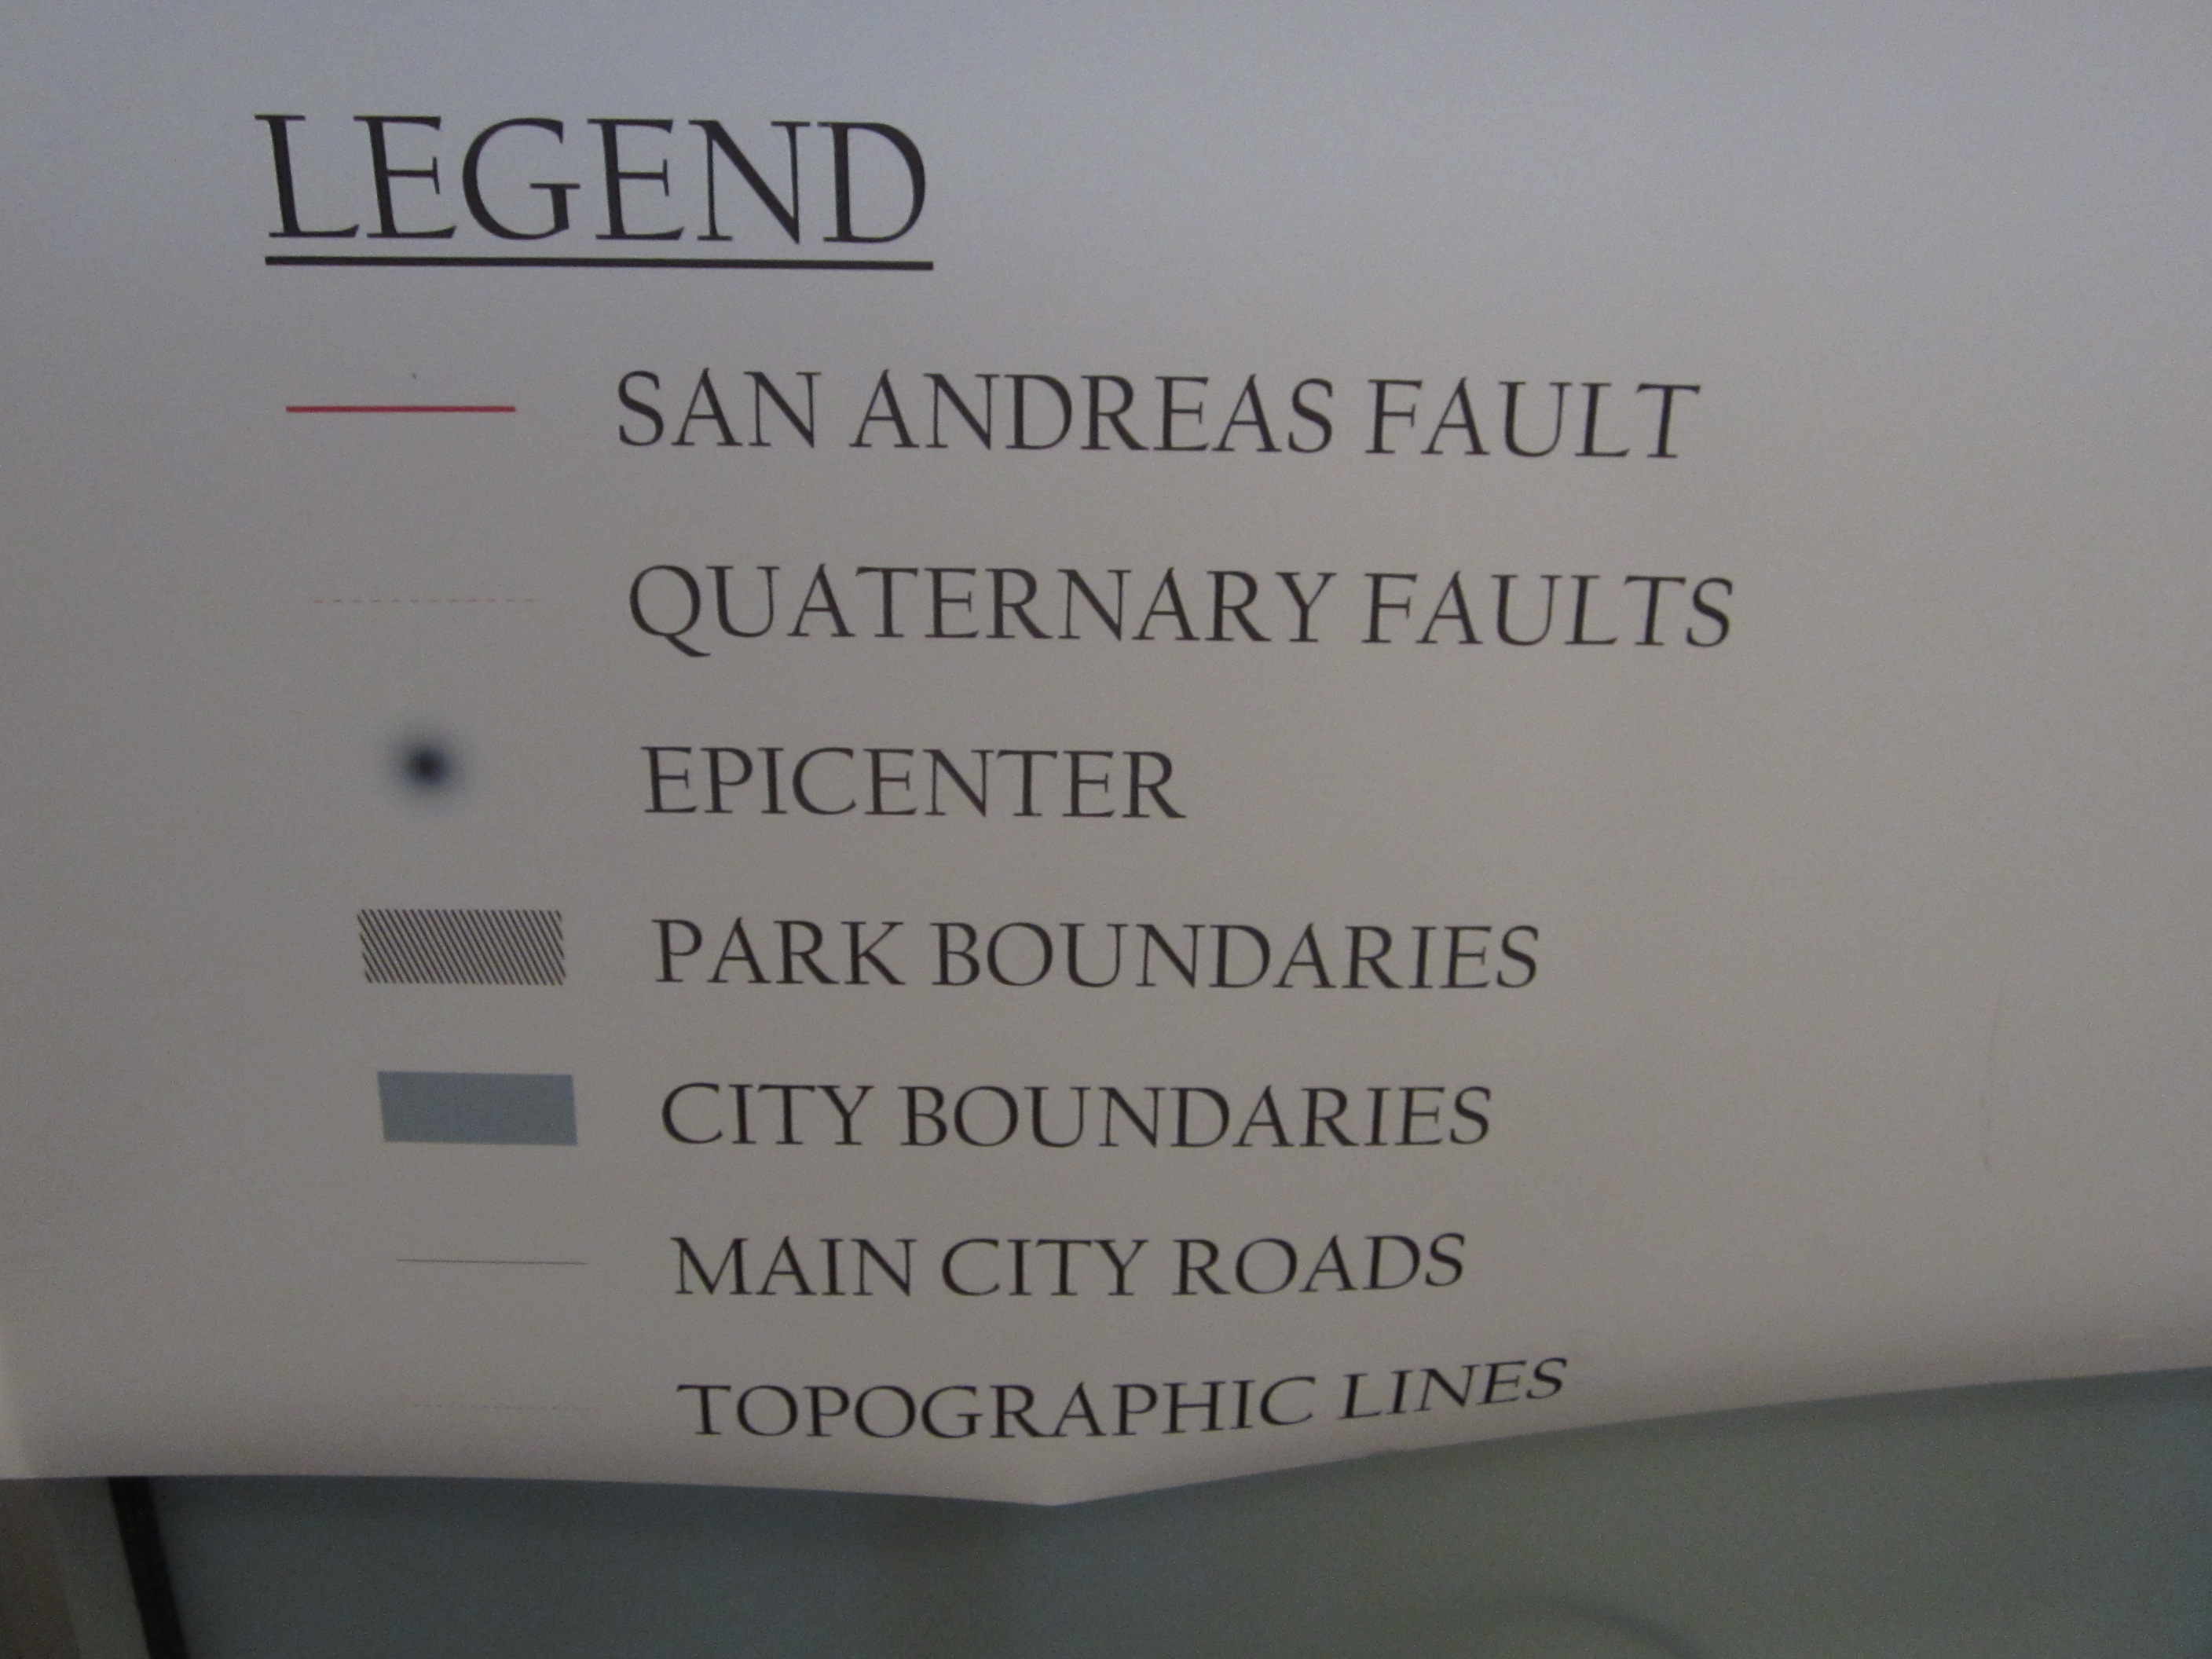 LEGEND
SAN ANDREAS FAULT
QUATERNARY FAULTS
EPICENTER
PARK BOUNDARIES
CITY BOUNDARIES
MAIN CITY ROADS
TOPOGRAPHIC LINES